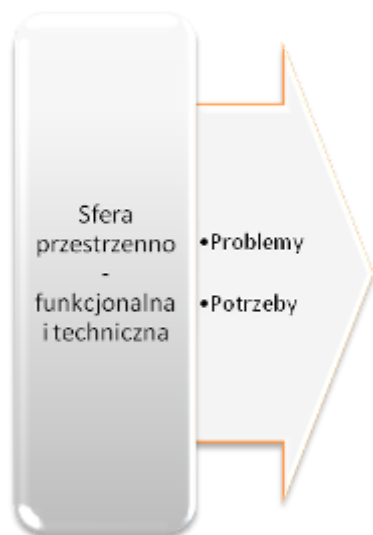 Sfera
przestrzenno
-
funkcjonalna
i techniczna
•Problemy
•Potrzeby